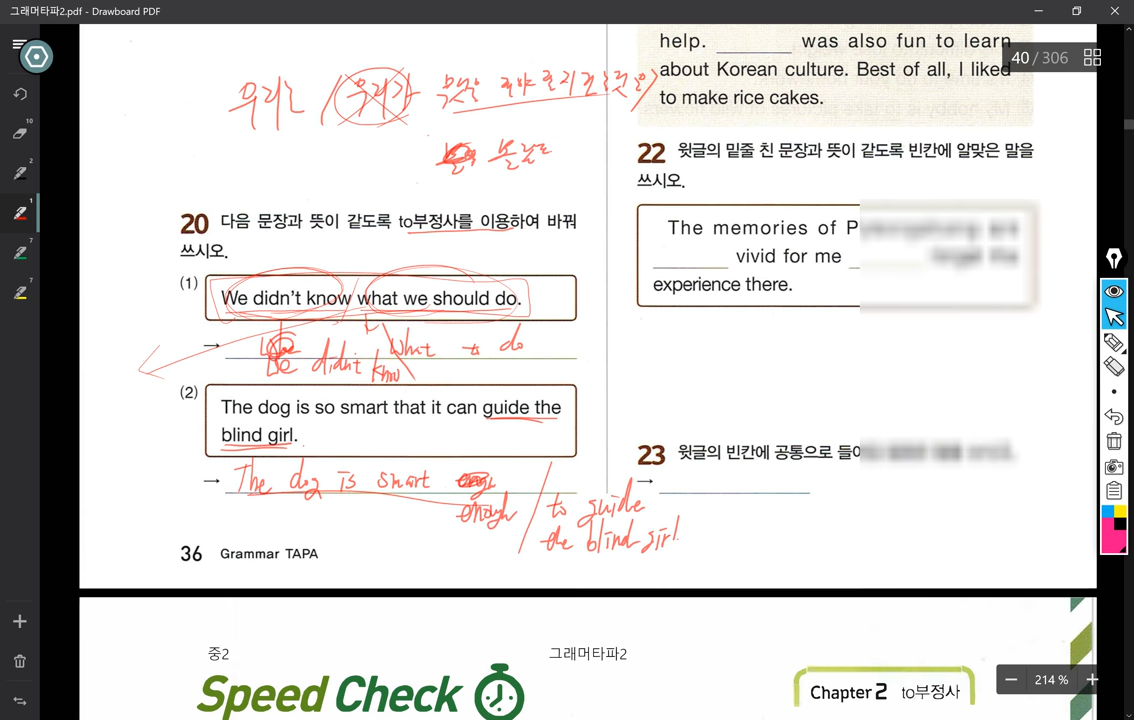 그래머타파2.pdf - Drawboard PDF
40 / 306
help. ________ was also fun to learn
about Korean culture. Best of all, I liked
to make rice cakes.
우리는 / 우리가 무엇을
몰랐다
20 다음 문장과 뜻이 같도록 to부정사를 이용하여 바꿔
쓰시오.
(1) We didn't know what we should do.
→ We didn't know what to do
(2) The dog is so smart that it can guide the
blind girl.
→ The dog is smart enough / to guide
the blind girl.
36 Grammar TAPA
22 윗글의 밑줄 친 문장과 뜻이 같도록 빈칸에 알맞은 말을
쓰시오.
The memories of
________ vivid for me
experience there.
23 윗글의 빈칸에 공통으로
→
중2
그래머타파2
Speed Check
Chapter 2 to부정사
214 %
10
2
1
7
7